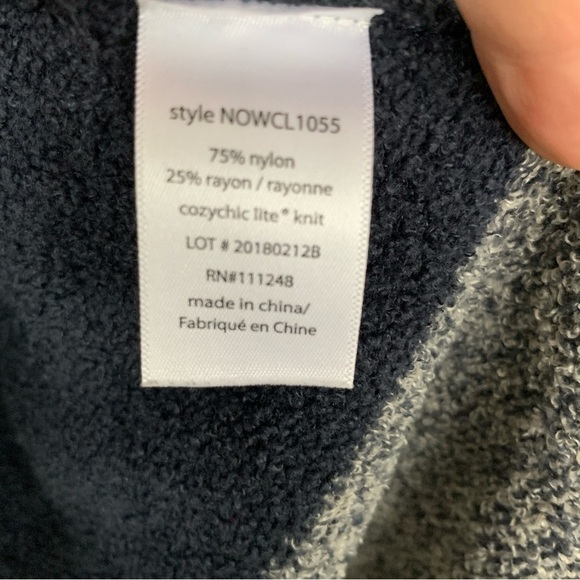 style NOWCL1055
75% nylon
25% rayon / rayonne
cozychic lite® knit
LOT # 20180212B
RN#111248
made in china/
Fabriqué en Chine